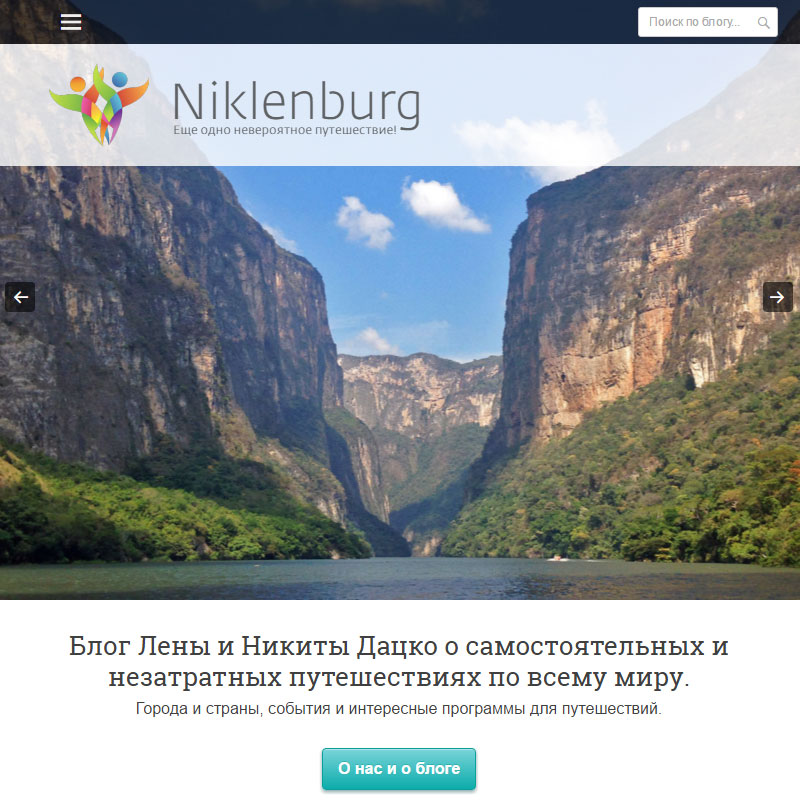 Поиск по блогу...
Niklenburg
Еще одно невероятное путешествие!
Блог Лены и Никиты Дацко о самостоятельных и
незатратных путешествиях по всему миру.
Города и страны, события и интересные программы для путешествий.
О нас и о блоге